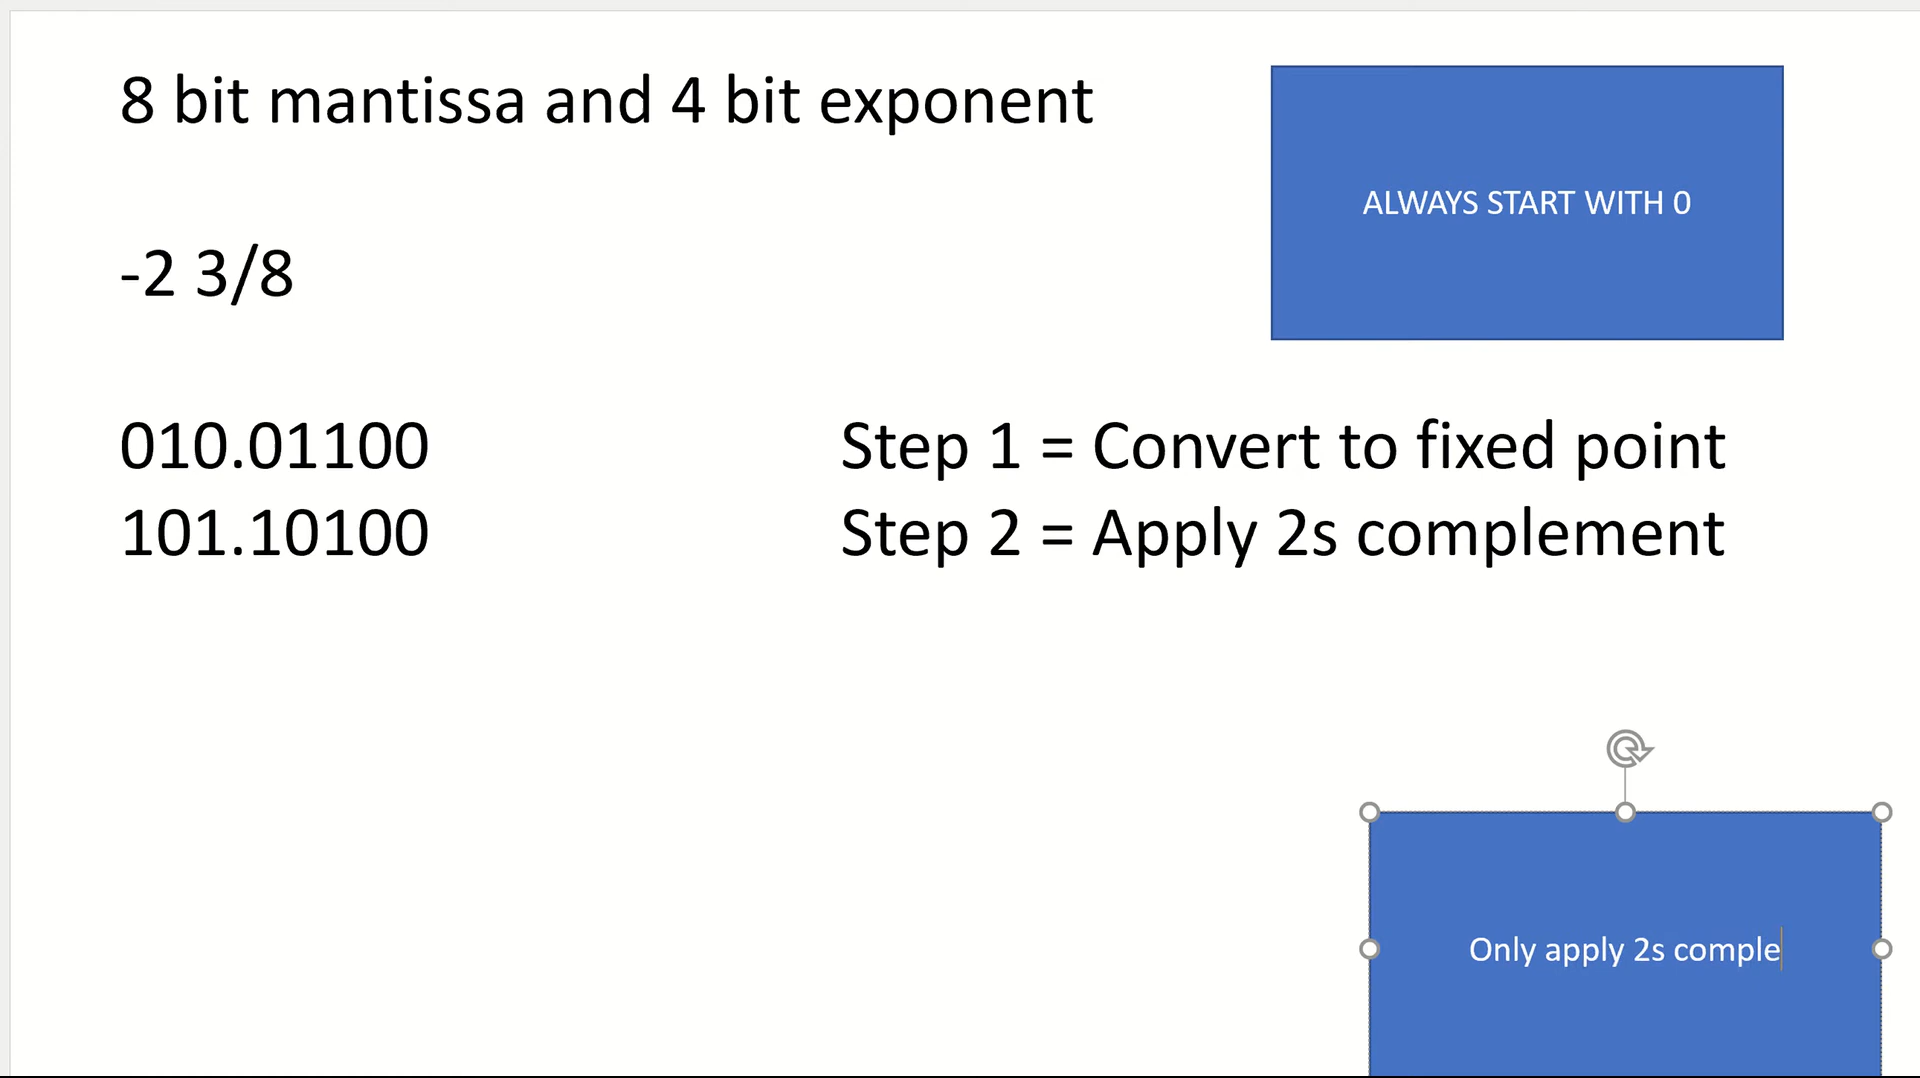 8 bit mantissa and 4 bit exponent
ALWAYS START WITH 0
-2 3/8
010.01100
Step 1 = Convert to fixed point
101.10100
Step 2 = Apply 2s complement
Only apply 2s comple